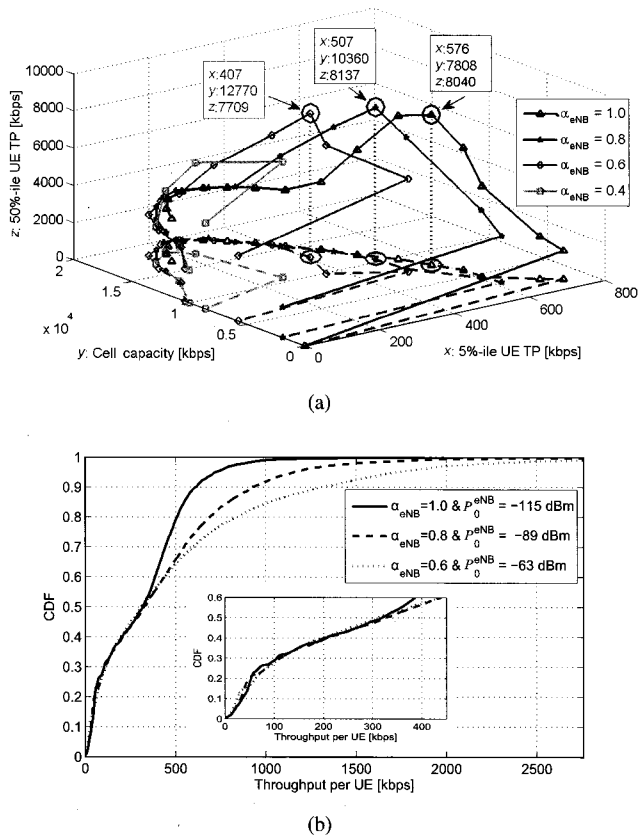 x:507
y:10360
z:8137
x:576
y:7808
z:8040
x:407
y:12770
z:7709
10000
8000
6000
4000
2000
0
z: 50%-ile UE TP [kbps]
α_eNB = 1.0
α_eNB = 0.8
α_eNB = 0.6
α_eNB = 0.4
2
1.5
1
0.5
0
x 10^4
y: Cell capacity [kbps]
0
200
400
600
800
x: 5%-ile UE TP [kbps]
(a)
1
0.9
0.8
0.7
0.6
0.5
0.4
0.3
0.2
0.1
0
CDF
α_eNB=1.0 & P_0^eNB = −115 dBm
α_eNB=0.8 & P_0^eNB = −89 dBm
α_eNB=0.6 & P_0^eNB = −63 dBm
0.6
0.5
0.4
0.3
0.2
0.1
0
CDF
0 100 200 300 400
Throughput per UE [kbps]
0 500 1000 1500 2000 2500
Throughput per UE [kbps]
(b)